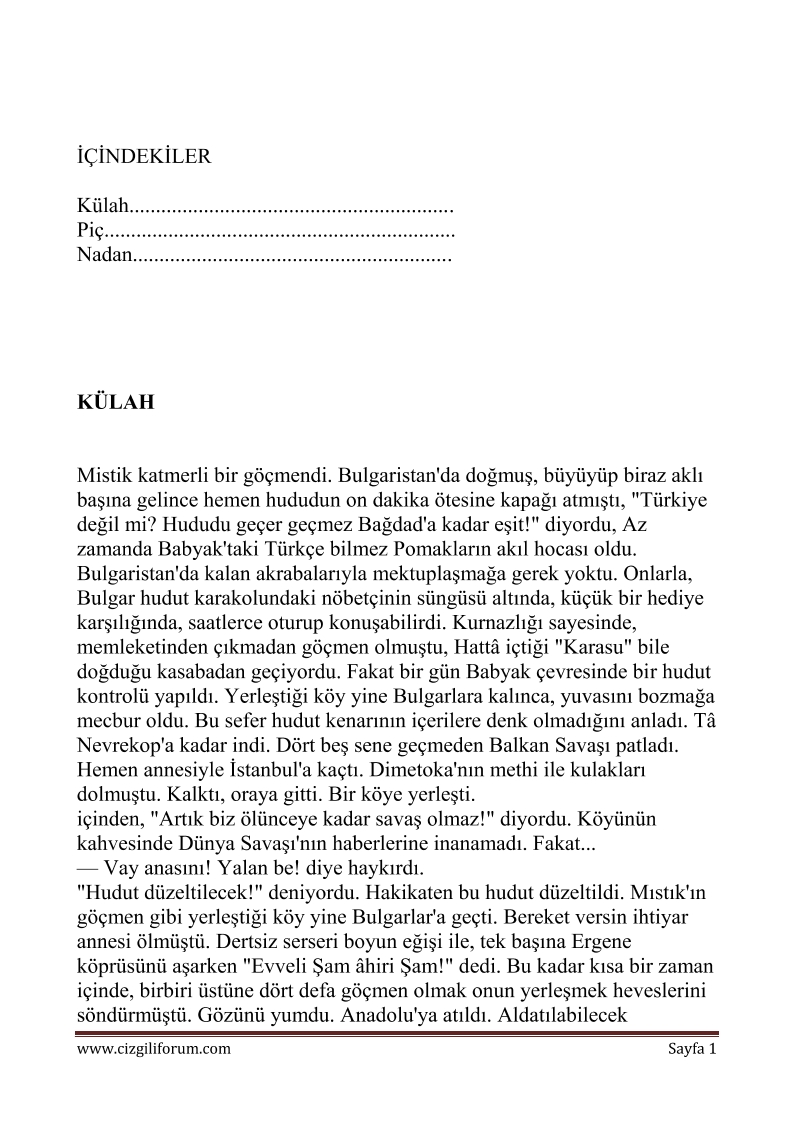 İÇİNDEKİLER
Külah.............................................................
Piç..................................................................
Nadan............................................................
KÜLAH
Mistik katmerli bir göçmendi. Bulgaristan'da doğmuş, büyüyüp biraz aklı
başına gelince hemen hududun on dakika ötesine kapağı atmıştı, "Türkiye
değil mi? Hududu geçer geçmez Bağdad'a kadar eşit!" diyordu, Az
zamanda Babyak'taki Türkçe bilmez Pomakların akıl hocası oldu.
Bulgaristan'da kalan akrabalarıyla mektuplaşmağa gerek yoktu. Onlarla,
Bulgar hudut karakolundaki nöbetçinin süngüsü altında, küçük bir hediye
karşılığında, saatlerce oturup konuşabilirdi. Kurnazlığı sayesinde,
memleketinden çıkmadan göçmen olmuştu, Hattâ içtiği "Karasu" bile
doğduğu kasabadan geçiyordu. Fakat bir gün Babyak çevresinde bir hudut
kontrolü yapıldı. Yerleştiği köy yine Bulgarlara kalınca, yuvasını bozmağa
mecbur oldu. Bu sefer hudut kenarının içerilere denk olmadığını anladı. Tâ
Nevrekop'a kadar indi. Dört beş sene geçmeden Balkan Savaşı patladı.
Hemen annesiyle İstanbul'a kaçtı. Dimetoka'nın methi ile kulakları
dolmuştu. Kalktı, oraya gitti. Bir köye yerleşti.
içinden, "Artık biz ölünceye kadar savaş olmaz!" diyordu. Köyünün
kahvesinde Dünya Savaşı'nın haberlerine inanamadı. Fakat...
— Vay anasını! Yalan be! diye haykırdı.
"Hudut düzeltilecek!" deniyordu. Hakikaten bu hudut düzeltildi. Mıstık'ın
göçmen gibi yerleştiği köy yine Bulgarlar'a geçti. Bereket versin ihtiyar
annesi ölmüştü. Dertsiz serseri boyun eğişi ile, tek başına Ergene
köprüsünü aşarken "Evveli Şam âhiri Şam!" dedi. Bu kadar kısa bir zaman
içinde, birbiri üstüne dört defa göçmen olmak onun yerleşmek heveslerini
söndürmüştü. Gözünü yumdu. Anadolu'ya atıldı. Aldatılabilecek
www.cizgiliforum.com Sayfa 1